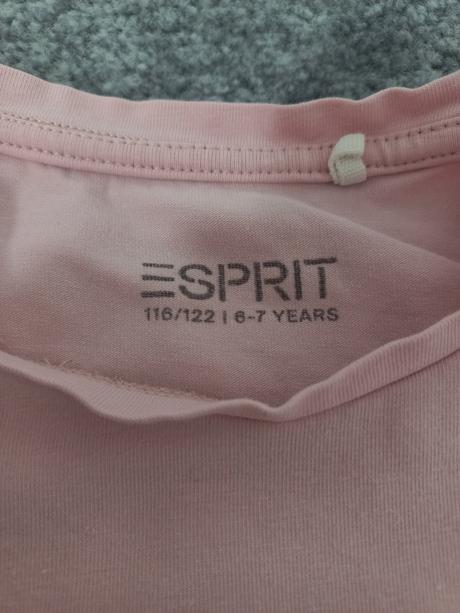 ESPRIT
116/122 | 6-7 YEARS